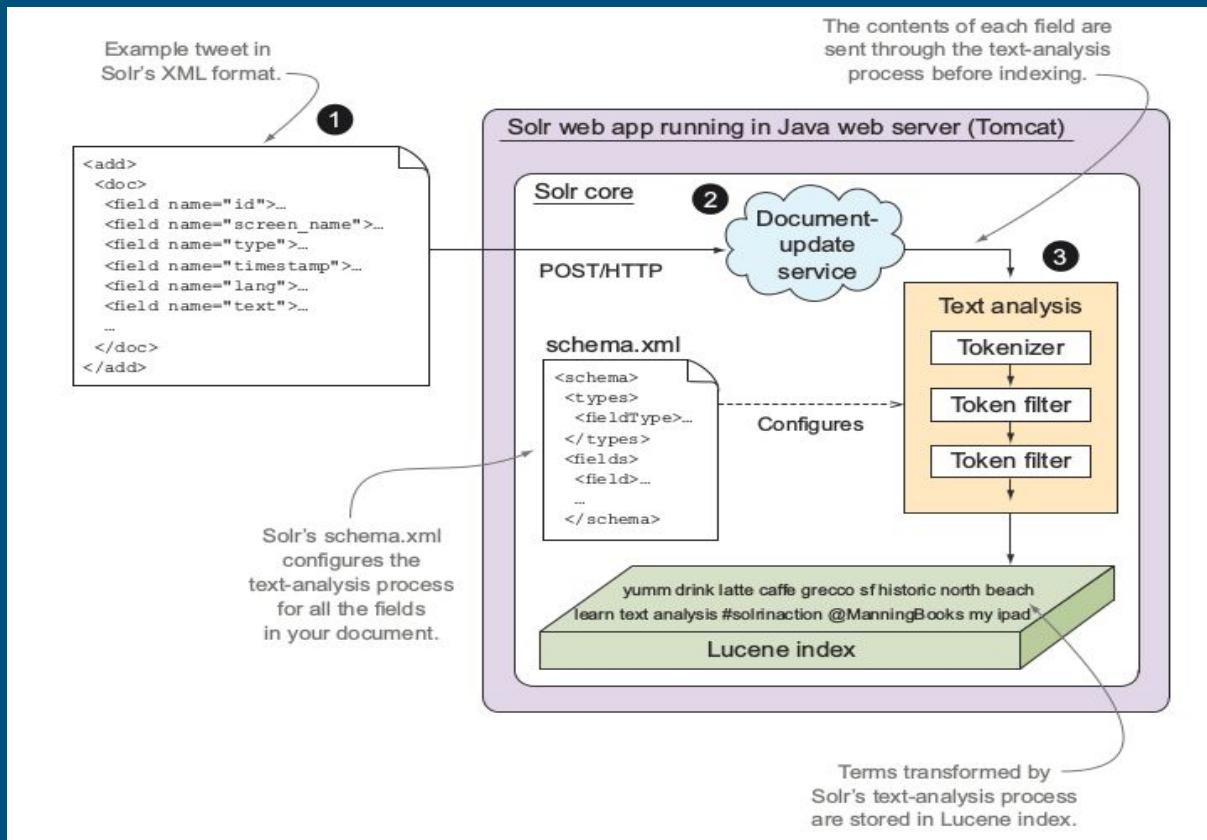 Example tweet in
Solr's XML format.
The contents of each field are
sent through the text-analysis
process before indexing.
1
<add>
<doc>
<field name="id">…
<field name="screen_name">…
<field name="type">…
<field name="timestamp">…
<field name="lang">…
<field name="text">…
…
</doc>
</add>
Solr web app running in Java web server (Tomcat)
Solr core
2
Document-
update
service
POST/HTTP
3
Text analysis
Tokenizer
Token filter
Token filter
schema.xml
<schema>
<types>
<fieldType>…
</types>
<fields>
<field>…
…
</schema>
Configures
Solr's schema.xml
configures the
text-analysis process
for all the fields
in your document.
yumm drink latte caffe grecco sf historic north beach
learn text analysis #solrinaction @ManningBooks my ipad
Lucene index
Terms transformed by
Solr's text-analysis process
are stored in Lucene index.